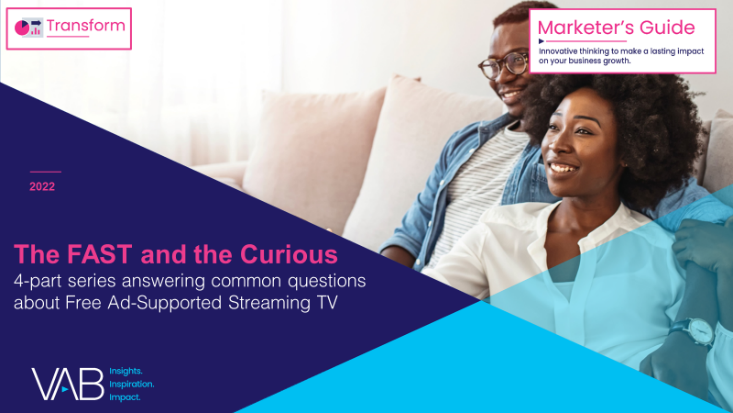 Transform
Marketer's Guide
Innovative thinking to make a lasting impact
on your business growth.
2022
The FAST and the Curious
4-part series answering common questions
about Free Ad-Supported Streaming TV
VAB
Insights.
Inspiration.
Impact.